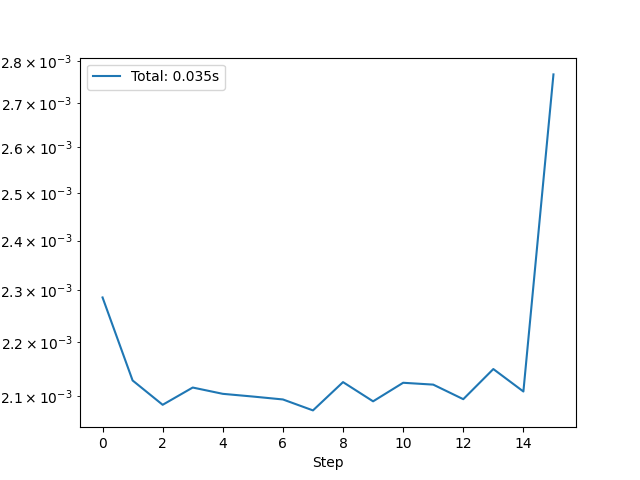 Total: 0.035s
2.8 × 10⁻³
2.7 × 10⁻³
2.6 × 10⁻³
2.5 × 10⁻³
2.4 × 10⁻³
2.3 × 10⁻³
2.2 × 10⁻³
2.1 × 10⁻³
0 2 4 6 8 10 12 14
Step